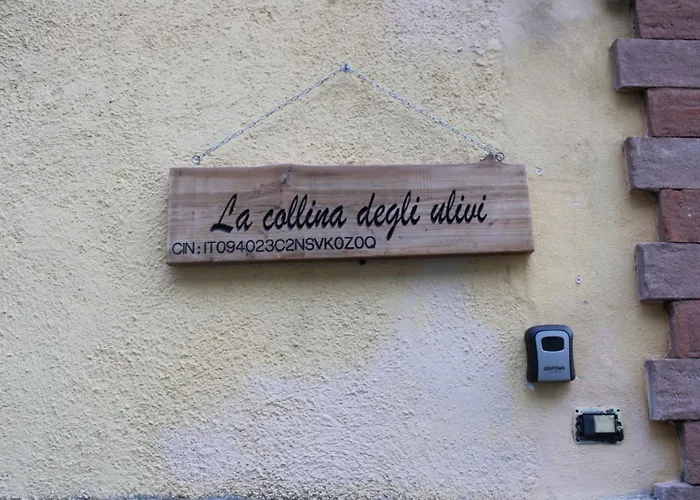 La collina degli ulivi
CIN: IT094023C2NSVK0Z0Q